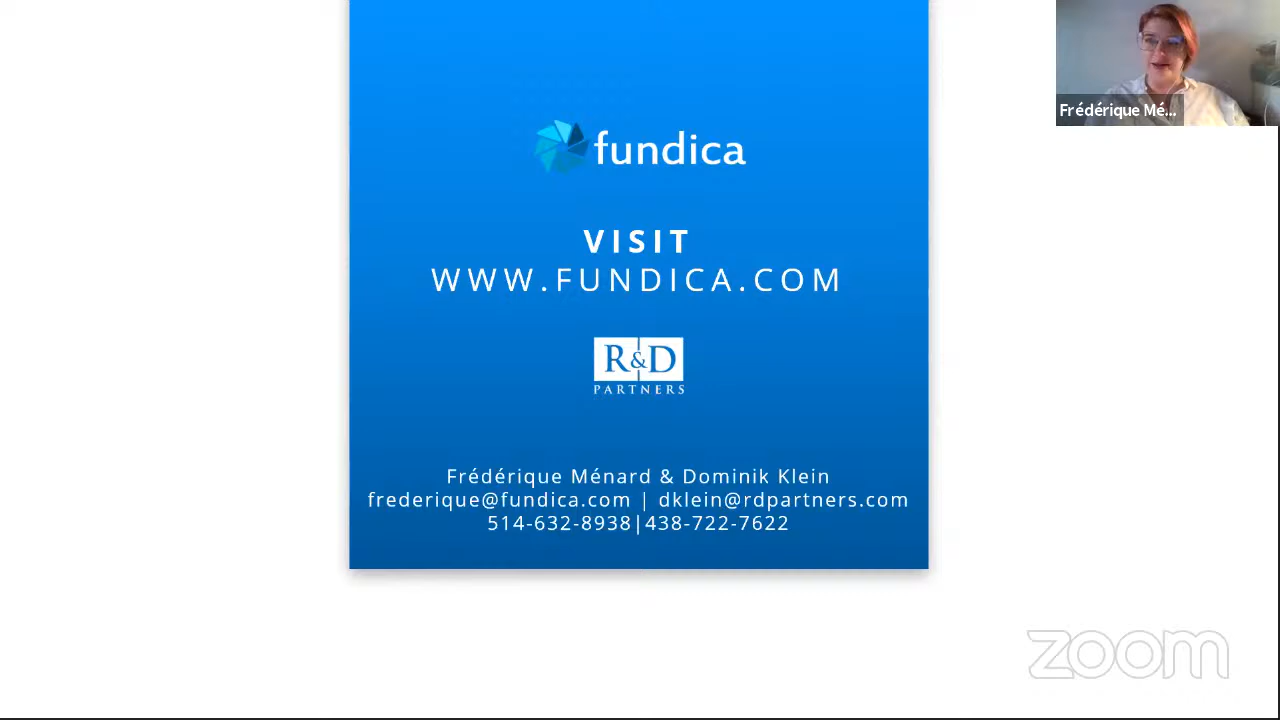 fundica
VISIT
WWW.FUNDICA.COM
R&D
PARTNERS
Frédérique Ménard & Dominik Klein
frederique@fundica.com | dklein@rdpartners.com
514-632-8938|438-722-7622
Frédérique Mé...
zoom